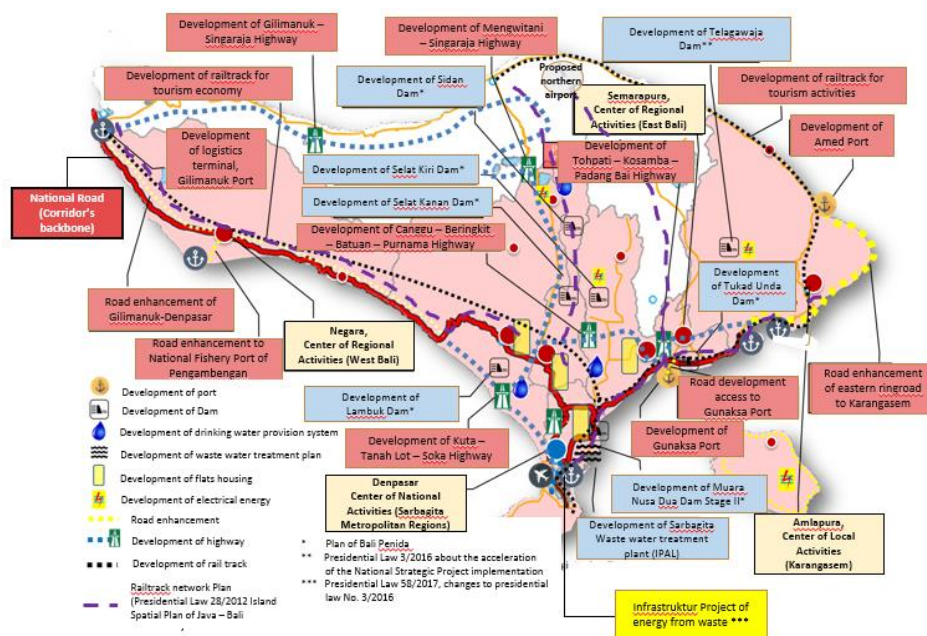 Development of Gilimanuk –
Singaraja Highway
Development of Mengwitani
– Singaraja Highway
Development of Telagawaja
Dam**
Development of railtrack for
tourism economy
Development of Sidan
Dam*
Proposed
northern
airport
Semarapura,
Center of Regional
Activities (East Bali)
Development of railtrack for
tourism activities
Development
of logistics
terminal,
Gilimanuk Port
Development of
Amed Port
Development of
Tohpati – Kosamba –
Padang Bai Highway
Development of Selat Kiri Dam*
National Road
(Corridor's
backbone)
Development of Selat Kanan Dam*
Development of Canggu – Beringkit
– Batuan – Purnama Highway
Development
of Tukad Unda
Dam*
Road enhancement of
Gilimanuk-Denpasar
Negara,
Center of Regional
Activities (West Bali)
Road enhancement to
National Fishery Port of
Pengambengan
Road development
access to
Gunaksa Port
Road enhancement of
eastern ringroad to
Karangasem
Development of port
Development of Dam
Development of drinking water provision system
Development of waste water treatment plan
Development of flats housing
Development of electrical energy
Road enhancement
Development of highway
Development of rail track
Railtrack network Plan
(Presidential Law 28/2012 Island
Spatial Plan of Java – Bali
Development of
Lambuk Dam*
Development of Kuta –
Tanah Lot – Soka Highway
Development of
Gunaksa Port
Denpasar
Center of National
Activities (Sarbagita
Metropolitan Regions)
Development of Muara
Nusa Dua Dam Stage II*
Development of Sarbagita
Waste water treatment
plant (IPAL)
Amlapura,
Center of Local
Activities
(Karangasem)
* Plan of Bali Penida
** Presidential Law 3/2016 about the acceleration
of the National Strategic Project implementation
*** Presidential Law 58/2017, changes to presidential
law No. 3/2016
Infrastruktur Project of
energy from waste ***